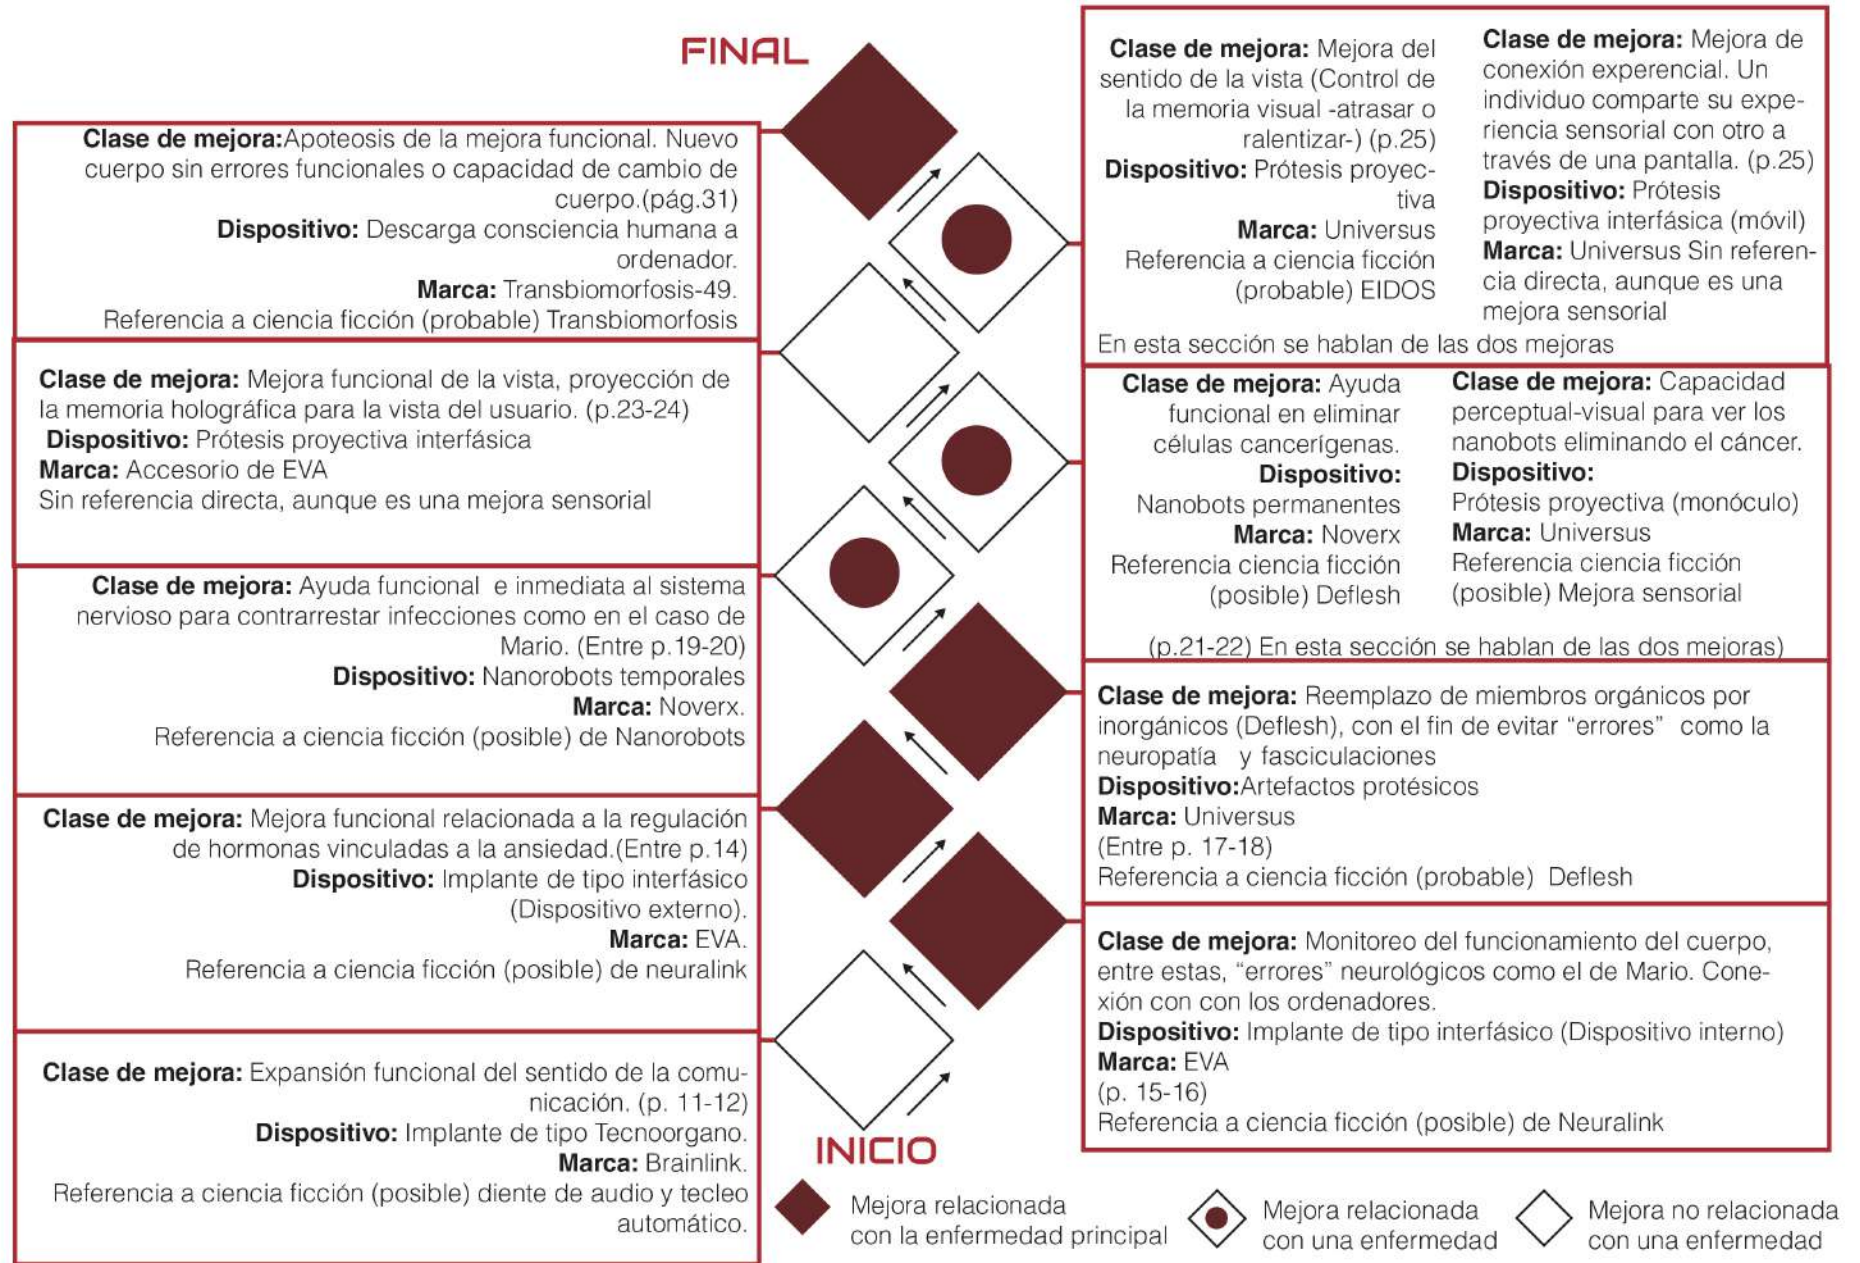 FINAL
Clase de mejora:Apoteosis de la mejora funcional. Nuevo
cuerpo sin errores funcionales o capacidad de cambio de
cuerpo.(pág.31)
Dispositivo: Descarga consciencia humana a
ordenador.
Marca: Transbiomorfosis-49.
Referencia a ciencia ficción (probable) Transbiomorfosis
Clase de mejora: Mejora funcional de la vista, proyección de
la memoria holográfica para la vista del usuario. (p.23-24)
Dispositivo: Prótesis proyectiva interfásica
Marca: Accesorio de EVA
Sin referencia directa, aunque es una mejora sensorial
Clase de mejora: Ayuda funcional e inmediata al sistema
nervioso para contrarrestar infecciones como en el caso de
Mario. (Entre p.19-20)
Dispositivo: Nanorobots temporales
Marca: Noverx.
Referencia a ciencia ficción (posible) de Nanorobots
Clase de mejora: Mejora funcional relacionada a la regulación
de hormonas vinculadas a la ansiedad.(Entre p.14)
Dispositivo: Implante de tipo interfásico
(Dispositivo externo).
Marca: EVA.
Referencia a ciencia ficción (posible) de neuralink
Clase de mejora: Expansión funcional del sentido de la comu-
nicación. (p. 11-12)
Dispositivo: Implante de tipo Tecnoorgano.
Marca: Brainlink.
Referencia a ciencia ficción (posible) diente de audio y tecleo
automático.
Clase de mejora: Mejora del
sentido de la vista (Control de
la memoria visual -atrasar o
ralentizar-) (p.25)
Dispositivo: Prótesis proyec-
tiva
Marca: Universus
Referencia a ciencia ficción
(probable) EIDOS
Clase de mejora: Mejora de
conexión experencial. Un
individuo comparte su expe-
riencia sensorial con otro a
través de una pantalla. (p.25)
Dispositivo: Prótesis
proyectiva interfásica (móvil)
Marca: Universus Sin referen-
cia directa, aunque es una
mejora sensorial
En esta sección se hablan de las dos mejoras
Clase de mejora: Ayuda
funcional en eliminar
células cancerígenas.
Dispositivo:
Nanobots permanentes
Marca: Noverx
Referencia ciencia ficción
(posible) Deflesh
Clase de mejora: Capacidad
perceptual-visual para ver los
nanobots eliminando el cáncer.
Dispositivo:
Prótesis proyectiva (monóculo)
Marca: Universus
Referencia ciencia ficción
(posible) Mejora sensorial
(p.21-22) En esta sección se hablan de las dos mejoras)
Clase de mejora: Reemplazo de miembros orgánicos por
inorgánicos (Deflesh), con el fin de evitar “errores” como la
neuropatía y fasciculaciones
Dispositivo:Artefactos protésicos
Marca: Universus
(Entre p. 17-18)
Referencia a ciencia ficción (probable) Deflesh
Clase de mejora: Monitoreo del funcionamiento del cuerpo,
entre estas, “errores” neurológicos como el de Mario. Cone-
xión con con los ordenadores.
Dispositivo: Implante de tipo interfásico (Dispositivo interno)
Marca: EVA
(p. 15-16)
Referencia a ciencia ficción (posible) de Neuralink
INICIO
Mejora relacionada
con la enfermedad principal
Mejora relacionada
con una enfermedad
Mejora no relacionada
con una enfermedad